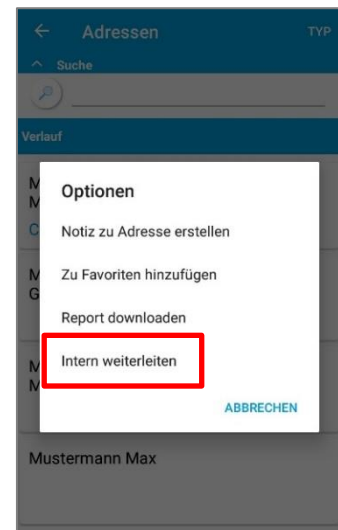 Adressen
TYP
Suche
Verlauf
M
M
C
Optionen
Notiz zu Adresse erstellen
Zu Favoriten hinzufügen
Report downloaden
Intern weiterleiten
ABBRECHEN
M
G
M
M
Mustermann Max